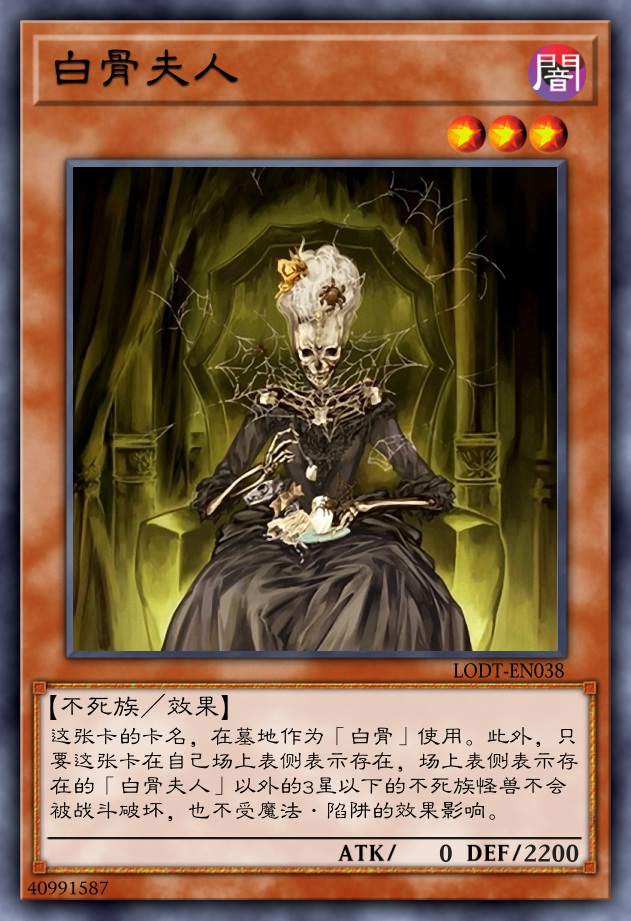 白骨夫人
闇
LODT-EN038
【不死族／效果】
这张卡的卡名，在墓地作为「白骨」使用。此外，只
要这张卡在自己场上表侧表示存在，场上表侧表示存
在的「白骨夫人」以外的3星以下的不死族怪兽不会
被战斗破坏，也不受魔法·陷阱的效果影响。
ATK/ 0 DEF/2200
40991587